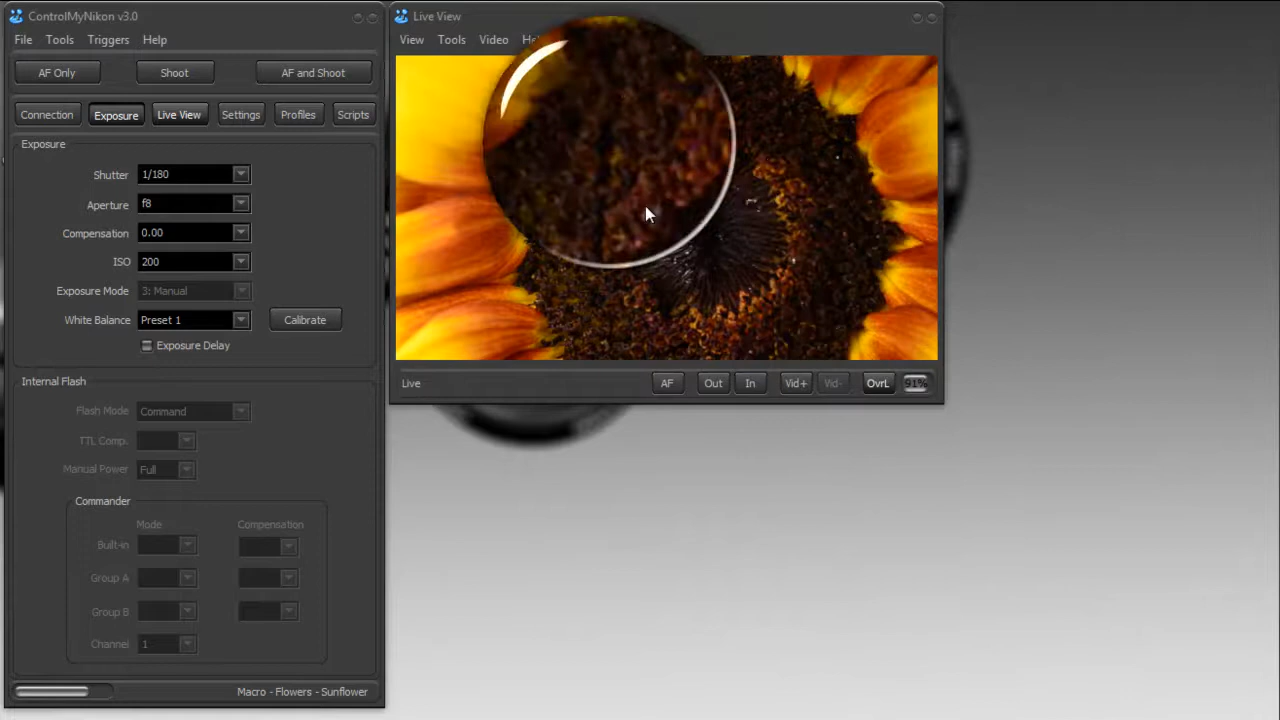 ControlMyNikon v3.0
File Tools Triggers Help
AF Only Shoot AF and Shoot
Connection Exposure Live View Settings Profiles Scripts
Exposure
Shutter 1/180
Aperture f8
Compensation 0.00
ISO 200
Exposure Mode 3: Manual
White Balance Preset 1 Calibrate
Exposure Delay
Internal Flash
Flash Mode Command
TTL Comp.
Manual Power Full
Commander
Mode Compensation
Built-in
Group A
Group B
Channel 1
Macro - Flowers - Sunflower
Live View
View Tools Video
Live AF Out In Vid+ Vid- OvrL 91%